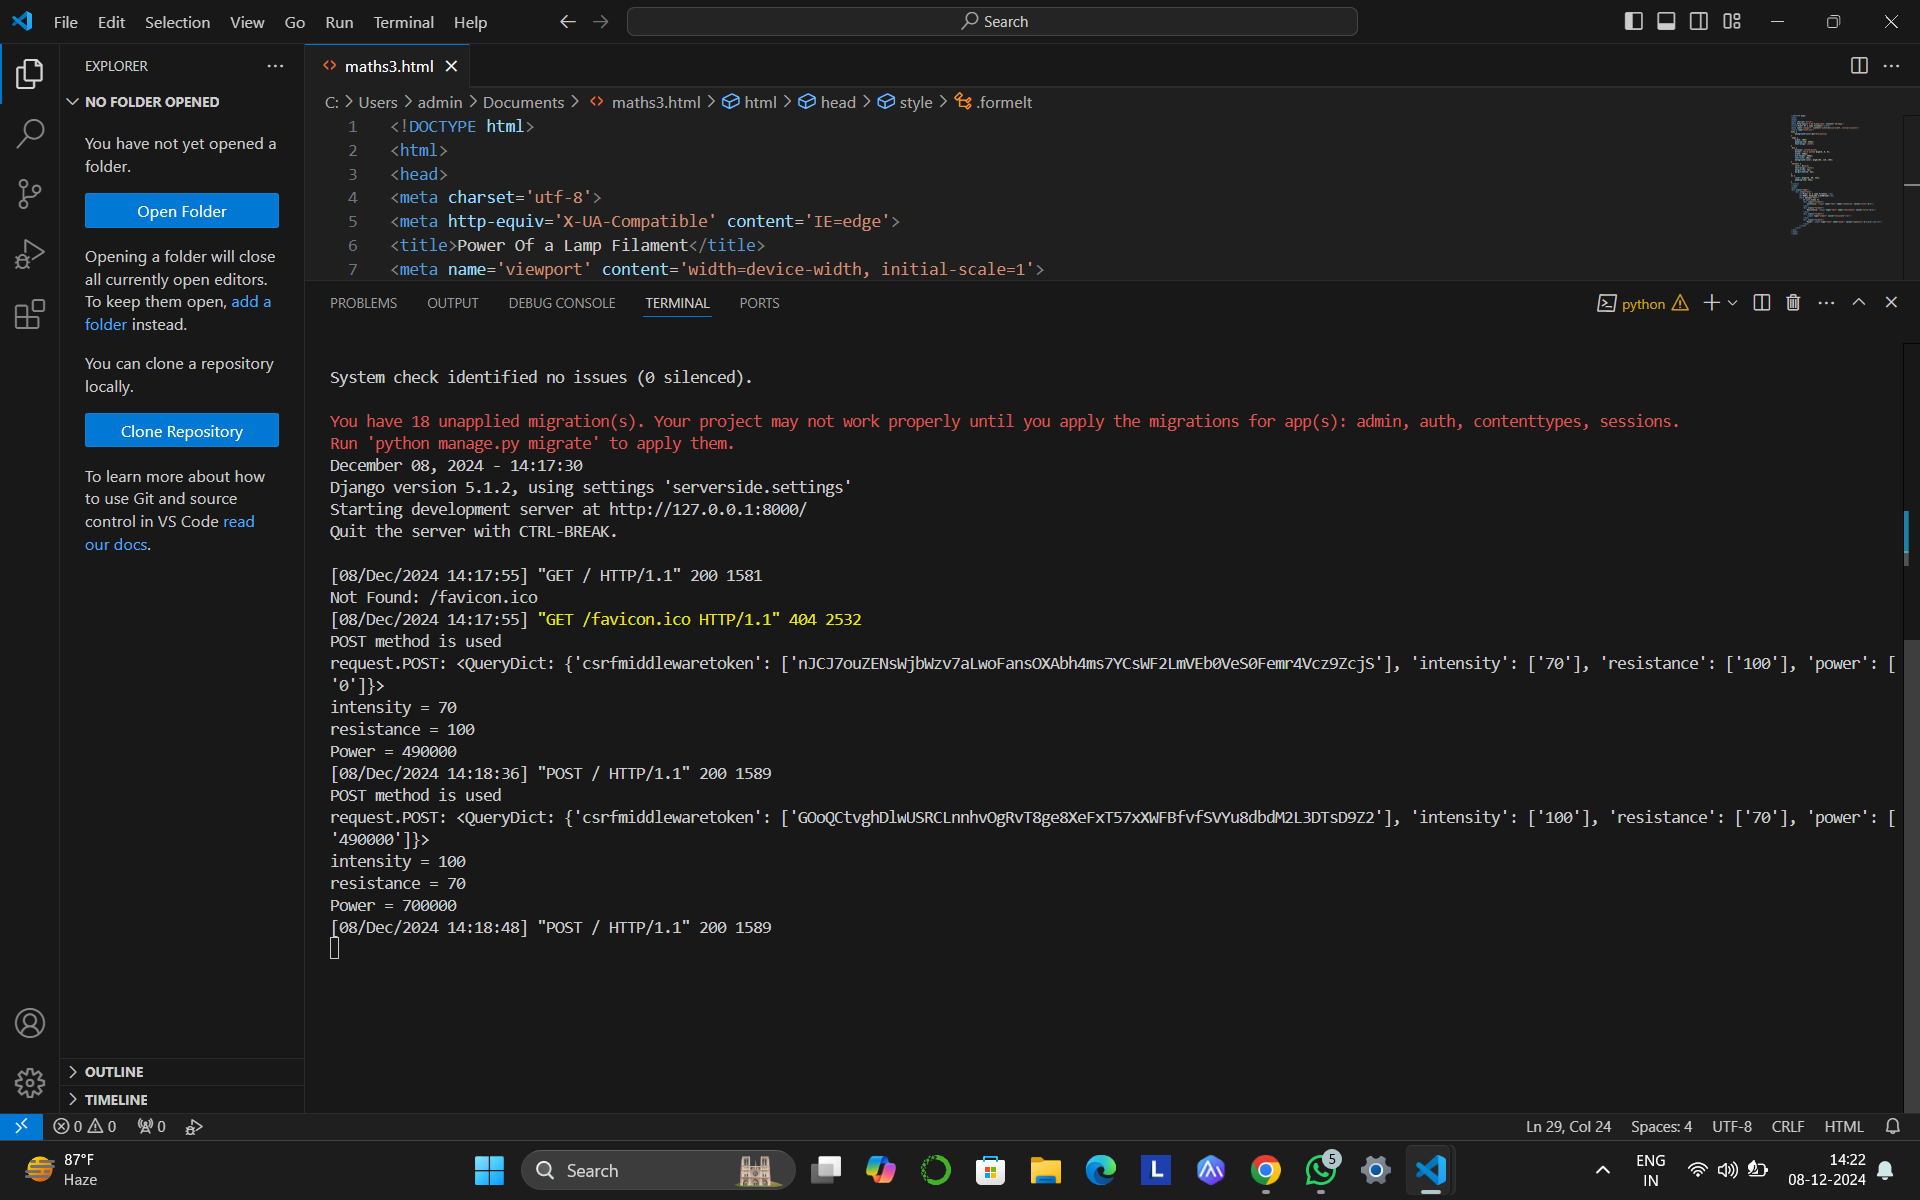 File Edit Selection View Go Run Terminal Help
Search
EXPLORER
NO FOLDER OPENED
You have not yet opened a
folder.
Open Folder
Opening a folder will close
all currently open editors.
To keep them open, add a
folder instead.
You can clone a repository
locally.
Clone Repository
To learn more about how
to use Git and source
control in VS Code read
our docs.
OUTLINE
TIMELINE
maths3.html
C: > Users > admin > Documents > maths3.html > html > head > style > .formelt
1 <!DOCTYPE html>
2 <html>
3 <head>
4 <meta charset='utf-8'>
5 <meta http-equiv='X-UA-Compatible' content='IE=edge'>
6 <title>Power Of a Lamp Filament</title>
7 <meta name='viewport' content='width=device-width, initial-scale=1'>
PROBLEMS OUTPUT DEBUG CONSOLE TERMINAL PORTS
python
System check identified no issues (0 silenced).
You have 18 unapplied migration(s). Your project may not work properly until you apply the migrations for app(s): admin, auth, contenttypes, sessions.
Run 'python manage.py migrate' to apply them.
December 08, 2024 - 14:17:30
Django version 5.1.2, using settings 'serverside.settings'
Starting development server at http://127.0.0.1:8000/
Quit the server with CTRL-BREAK.
[08/Dec/2024 14:17:55] "GET / HTTP/1.1" 200 1581
Not Found: /favicon.ico
[08/Dec/2024 14:17:55] "GET /favicon.ico HTTP/1.1" 404 2532
POST method is used
request.POST: <QueryDict: {'csrfmiddlewaretoken': ['nJCJ7ouZENsWjbWzv7aLwoFansOXAbh4ms7YCsWF2LmVEb0VeS0Femr4Vcz9ZcjS'], 'intensity': ['70'], 'resistance': ['100'], 'power': [
'0']}>
intensity = 70
resistance = 100
Power = 490000
[08/Dec/2024 14:18:36] "POST / HTTP/1.1" 200 1589
POST method is used
request.POST: <QueryDict: {'csrfmiddlewaretoken': ['GOoQCtvghDlwUSRCLnnhvOgRvT8ge8XeFxT57xXWFBfvfSVYu8dbdM2L3DTsD9Z2'], 'intensity': ['100'], 'resistance': ['70'], 'power': [
'490000']}>
intensity = 100
resistance = 70
Power = 700000
[08/Dec/2024 14:18:48] "POST / HTTP/1.1" 200 1589
0 0 0
Ln 29, Col 24 Spaces: 4 UTF-8 CRLF HTML
87°F
Haze
Search
L
5
ENG
IN
14:22
08-12-2024